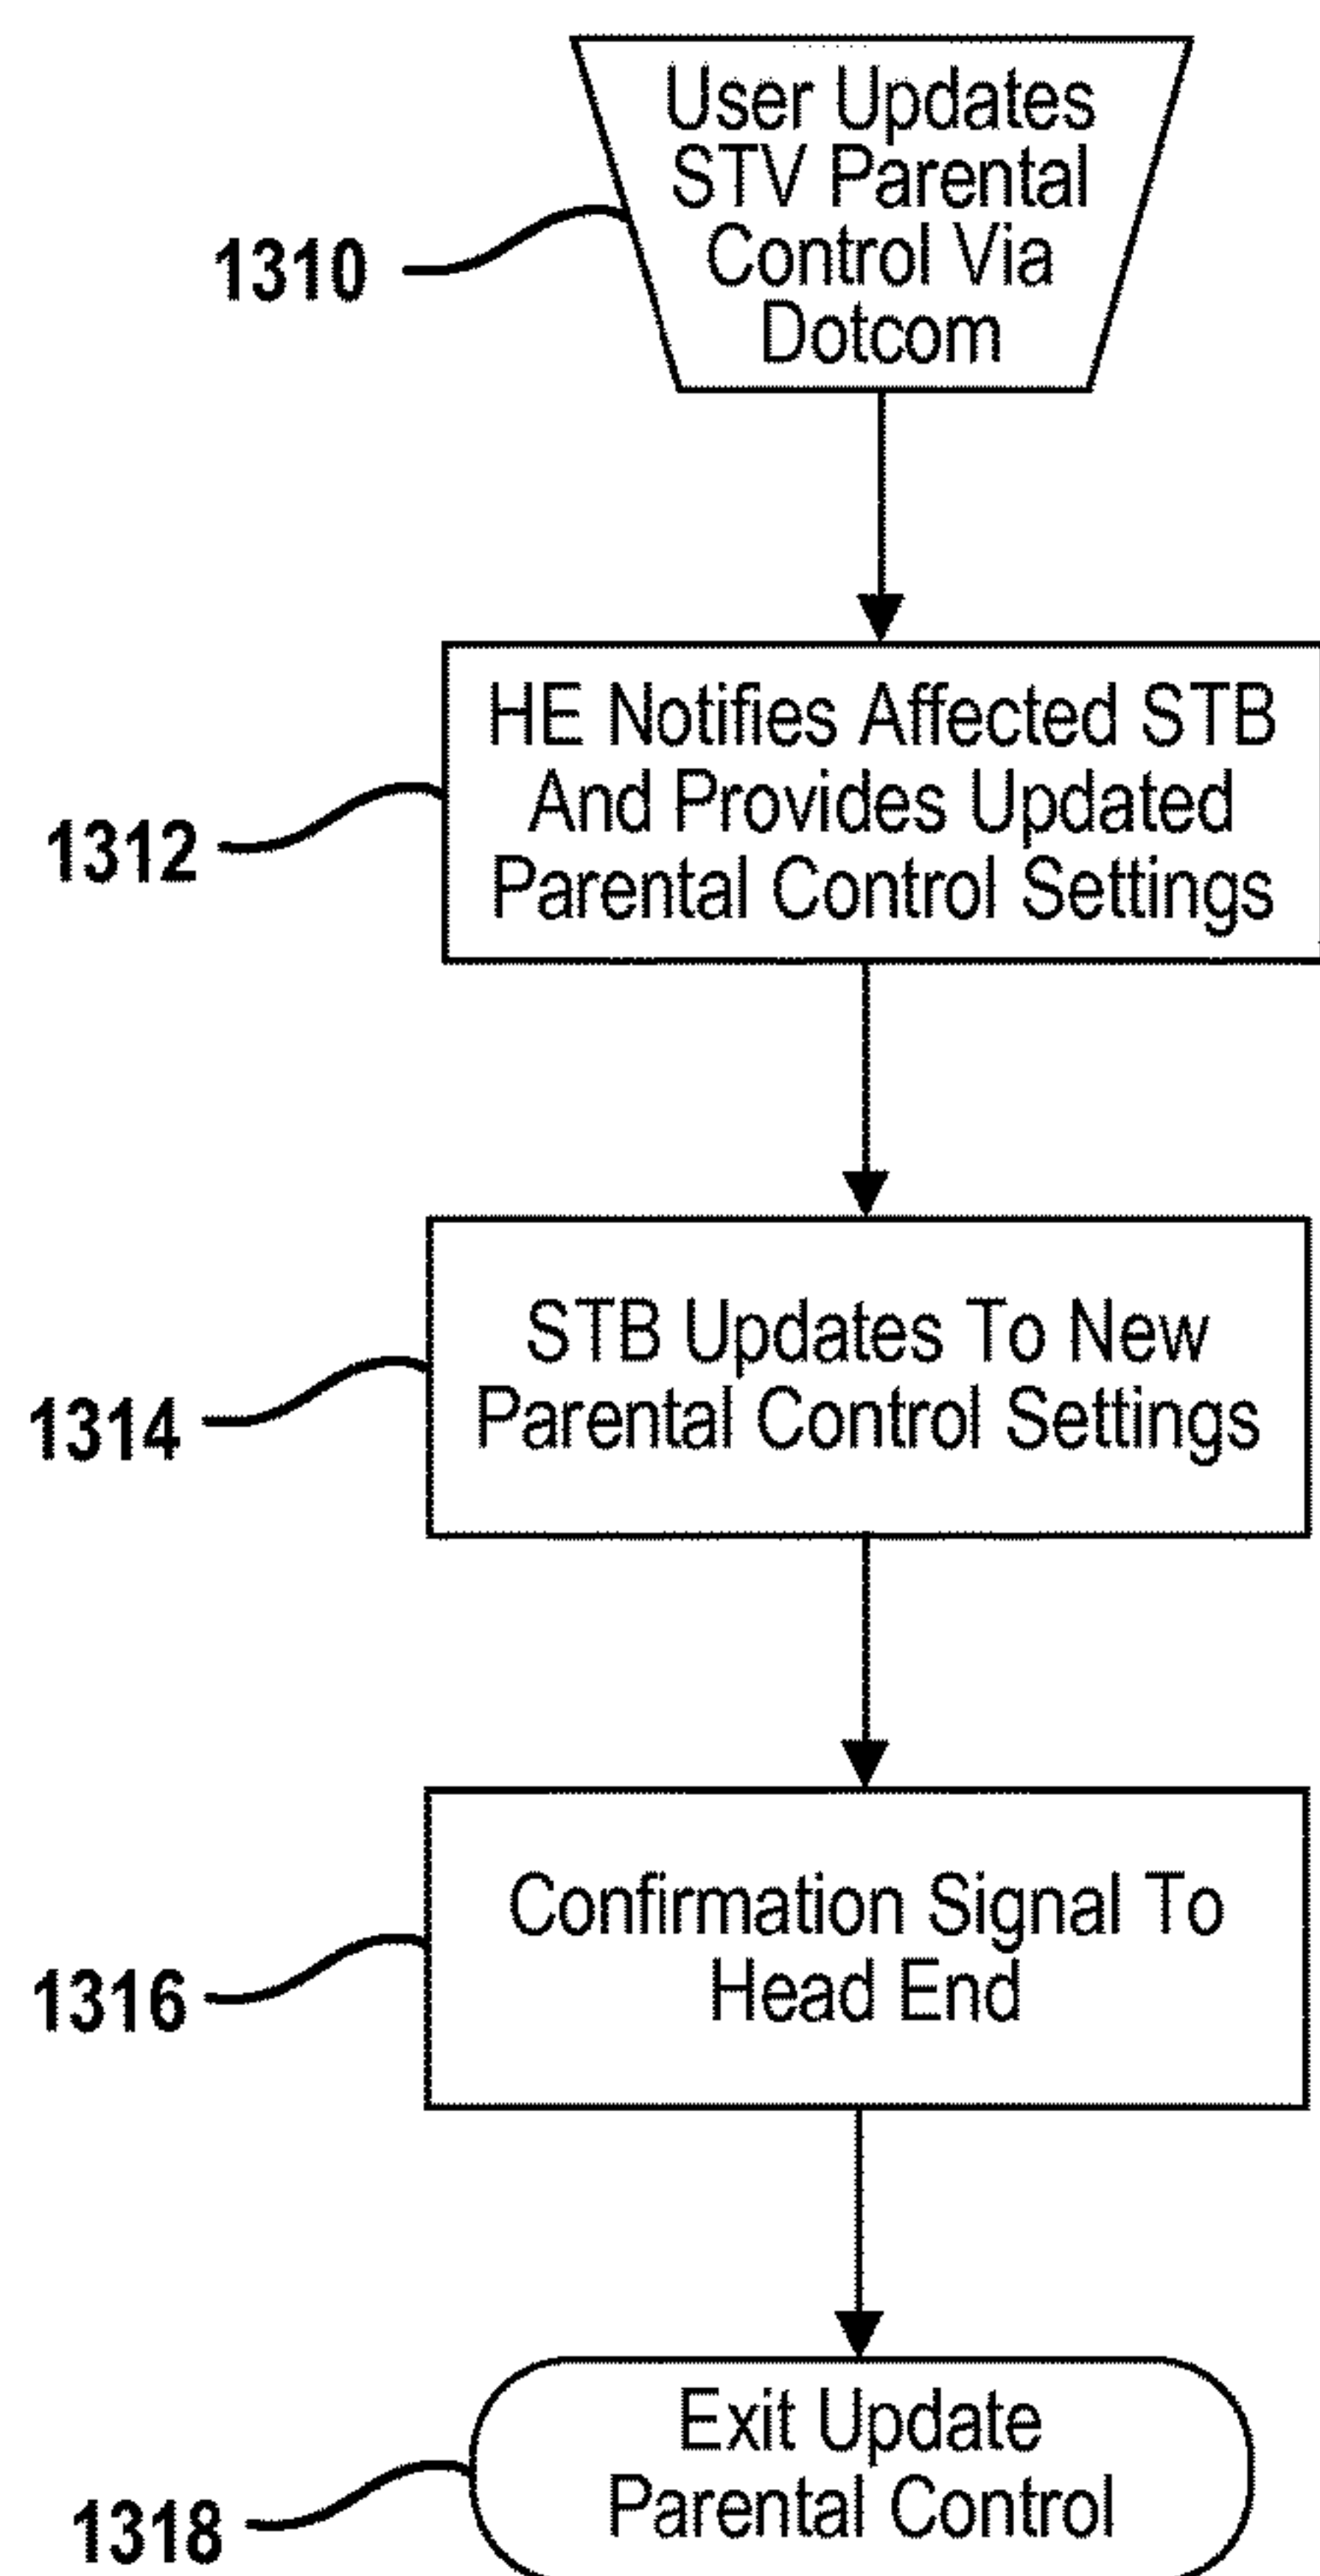 User Updates
STV Parental
Control Via
Dotcom
1310
HE Notifies Affected STB
And Provides Updated
Parental Control Settings
1312
STB Updates To New
Parental Control Settings
1314
Confirmation Signal To
Head End
1316
Exit Update
Parental Control
1318